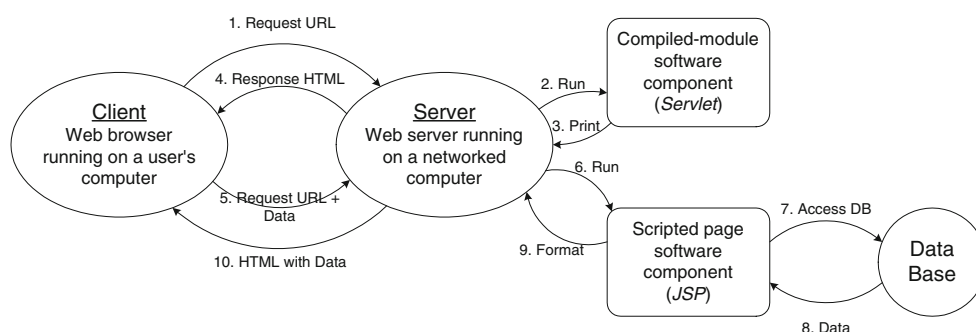 1. Request URL
4. Response HTML
Client
Web browser
running on a user's
computer
Server
Web server running
on a networked
computer
2. Run
3. Print
Compiled-module
software
component
(Servlet)
5. Request URL +
Data
10. HTML with Data
6. Run
9. Format
Scripted page
software
component
(JSP)
7. Access DB
8. Data
Data
Base